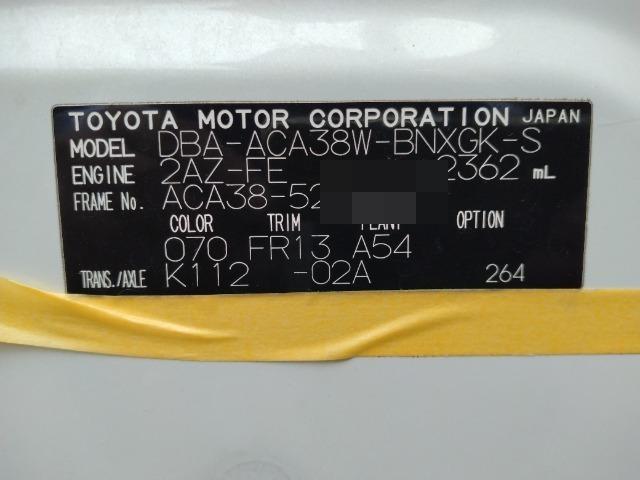 TOYOTA MOTOR CORPORATION JAPAN
MODEL DBA-ACA38W-BNXGK-S
ENGINE 2AZ-FE 2362 mL
FRAME No. ACA38-52
COLOR TRIM PLANT OPTION
070 FR13 A54
TRANS./AXLE K112 -02A 264